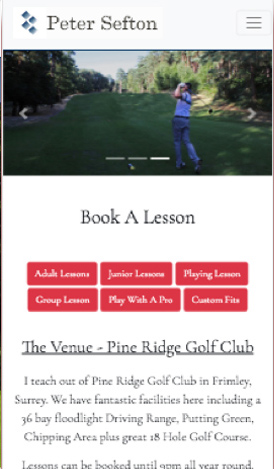 Peter Sefton
Book A Lesson
Adult Lessons Junior Lessons Playing Lesson
Group Lesson Play With A Pro Custom Fits
The Venue - Pine Ridge Golf Club
I teach out of Pine Ridge Golf Club in Frimley,
Surrey. We have fantastic facilities here including a
36 bay floodlight Driving Range, Putting Green,
Chipping Area plus great 18 Hole Golf Course.
Lessons can be booked until 9pm all year round,